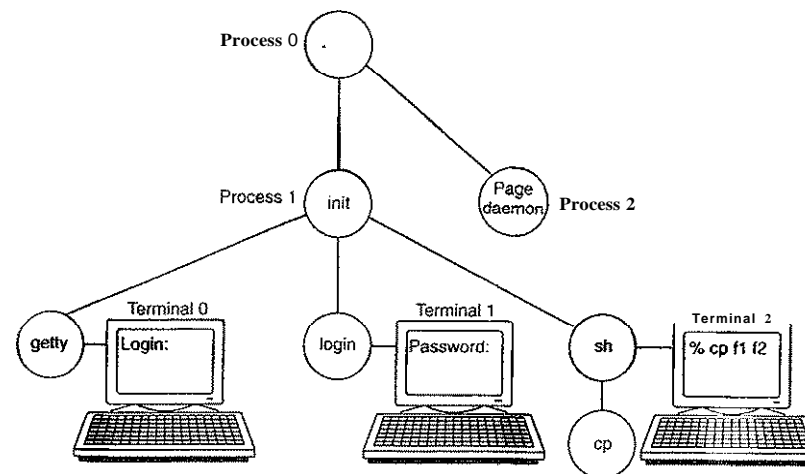 Process 0
Process 1
init
Page
daemon
Process 2
Terminal 0
Terminal 1
Terminal 2
getty
Login:
login
Password:
sh
% cp f1 f2
cp